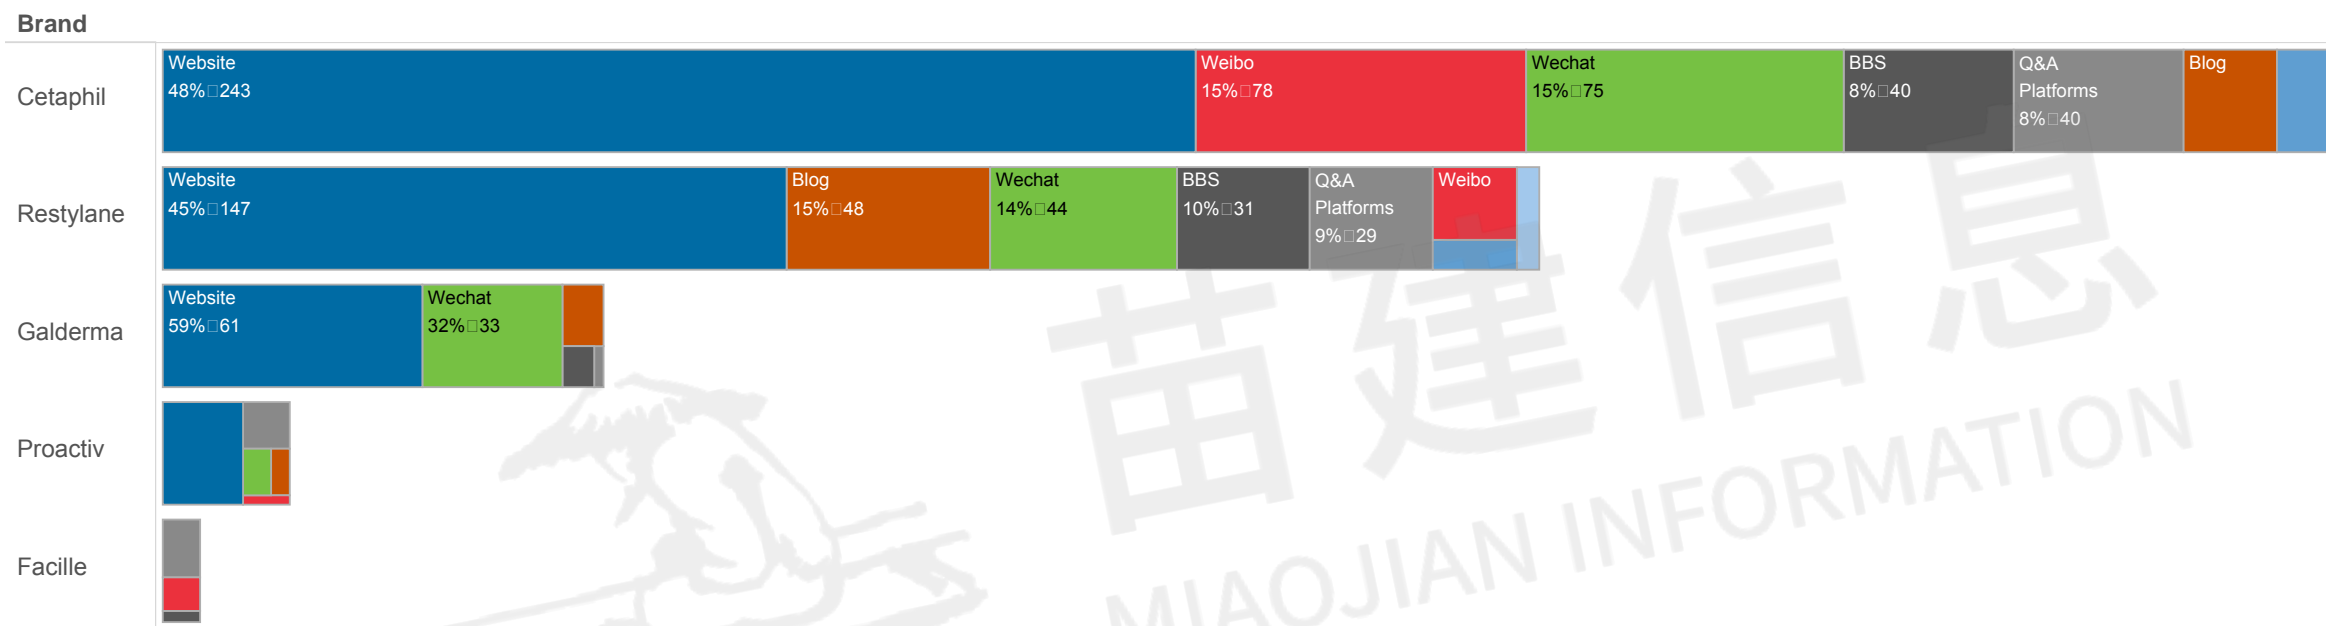 Brand
Cetaphil
Website
48%□243
Weibo
15%□78
Wechat
15%□75
BBS
8%□40
Q&A
Platforms
8%□40
Blog
Restylane
Website
45%□147
Blog
15%□48
Wechat
14%□44
BBS
10%□31
Q&A
Platforms
9%□29
Weibo
Galderma
Website
59%□61
Wechat
32%□33
Proactiv
Facille
苗建信息
MIAOJIAN INFORMATION